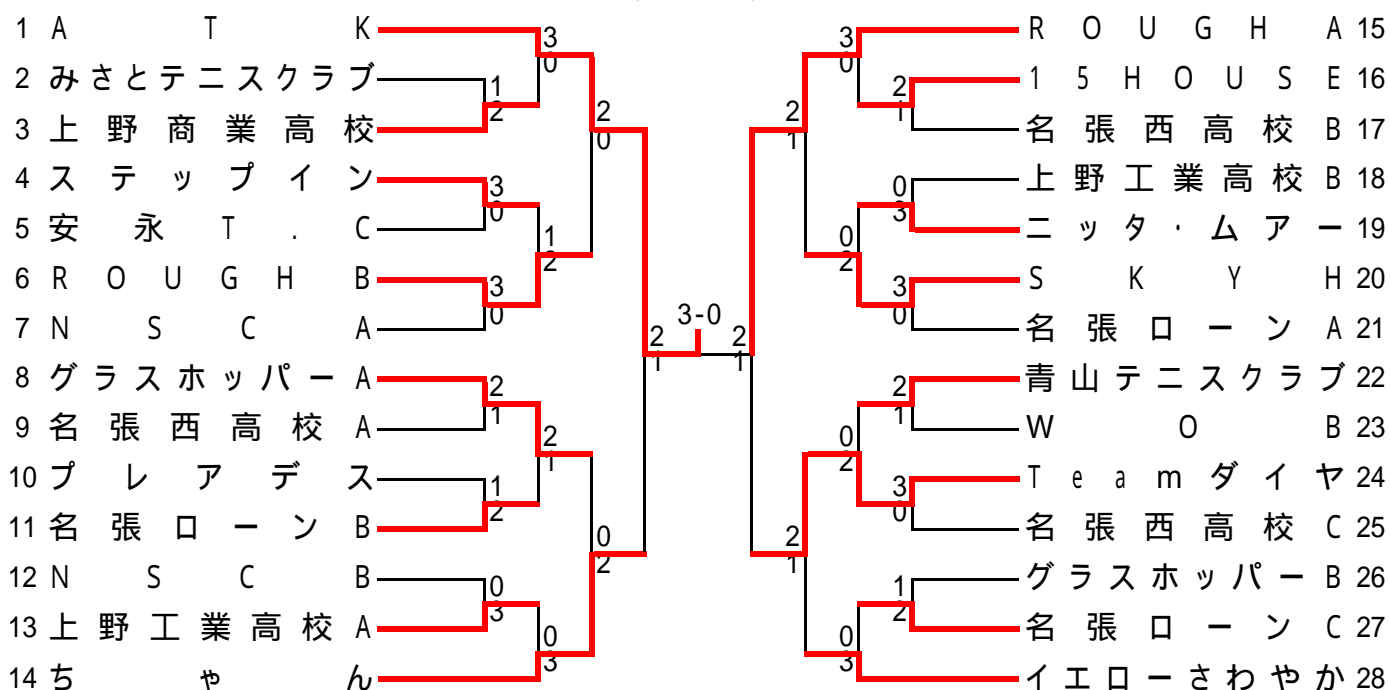 1 A T K
2 みさとテニスクラブ
3 上野商業高校
4 ステップイン
5 安永T.C
6 ROUGH B
7 NSC A
8 グラスホッパーA
9 名張西高校A
10 プレアデス
11 名張ローンB
12 NSC B
13 上野工業高校A
14 ちゃん
3
0
1
2
2
0
3
0
1
2
3
0
2
1
2
1
1
2
0
2
0
3
0
3
2
1
3-0
2
1
3
0
2
1
2
1
0
3
0
2
3
0
2
1
0
2
3
0
2
1
1
2
0
3
ROUGH A 15
15HOUSE 16
名張西高校B 17
上野工業高校B 18
ニッタ・ムアー 19
SKYH 20
名張ローンA 21
青山テニスクラブ 22
WOB 23
Teamダイヤ 24
名張西高校C 25
グラスホッパーB 26
名張ローンC 27
イエローさわやか 28